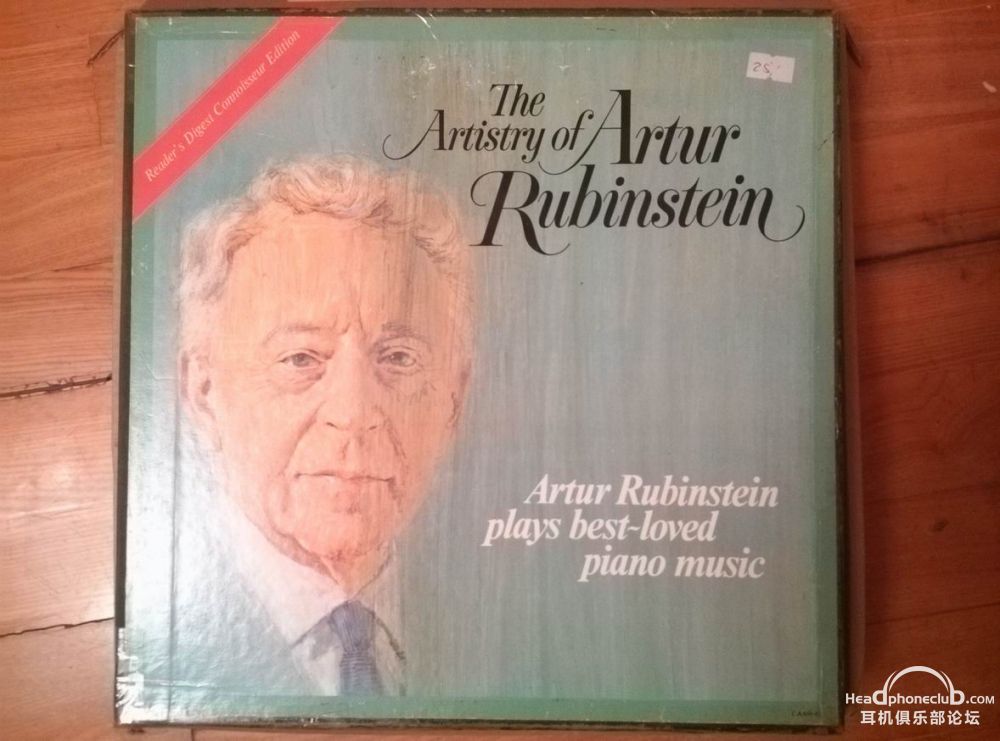 Reader's Digest Connoisseur Edition
25,-
The
Artistry of Artur
Rubinstein
Artur Rubinstein
plays best-loved
piano music
Headphoneclub.com
耳机俱乐部论坛